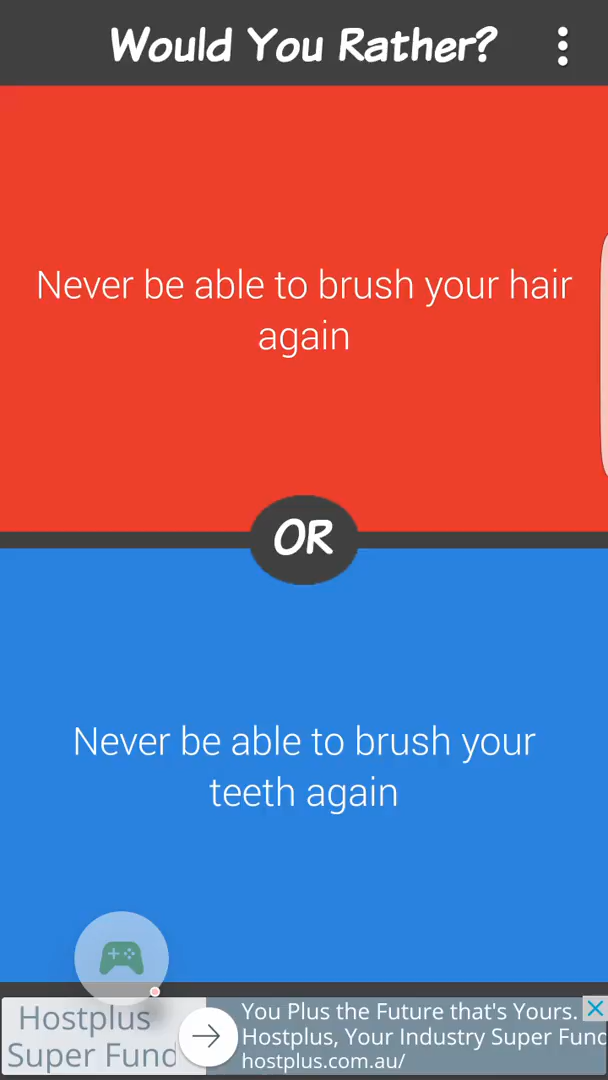 Would You Rather?
Never be able to brush your hair
again
OR
Never be able to brush your
teeth again
Hostplus
Super Fund
You Plus the Future that's Yours.
Hostplus, Your Industry Super Fund
hostplus.com.au/